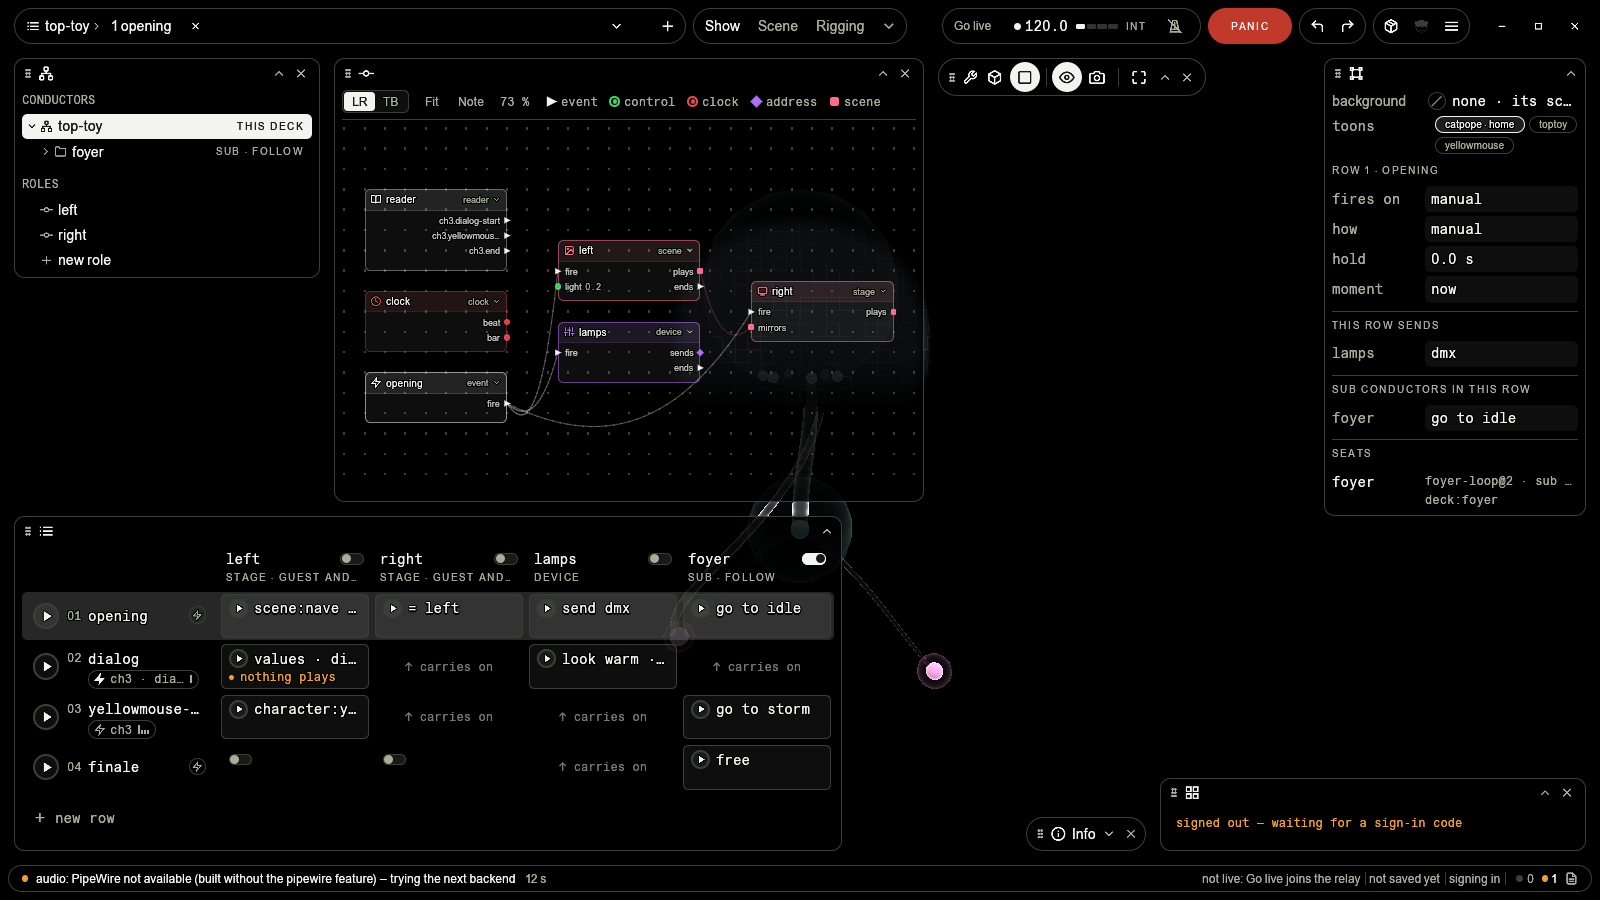 top-toy
1 opening
Show
Scene
Rigging
Go live
120.0
INT
PANIC
CONDUCTORS
top-toy
THIS DECK
foyer
SUB · FOLLOW
ROLES
left
right
new role
LR
TB
Fit
Note
73 %
event
control
clock
address
scene
reader
reader
ch3.dialog-start
ch3.yellowmous…
ch3.end
clock
clock
beat
bar
opening
event
fire
left
scene
fire
plays
light 0.2
ends
lamps
device
fire
sends
ends
right
stage
fire
plays
mirrors
background
none · its sc…
toons
catpope · home
toptoy
yellowmouse
ROW 1 · OPENING
fires on
manual
how
manual
hold
0.0 s
moment
now
THIS ROW SENDS
lamps
dmx
SUB CONDUCTORS IN THIS ROW
foyer
go to idle
SEATS
foyer
foyer-loop@2 · sub …
deck:foyer
left
STAGE · GUEST AND…
right
STAGE · GUEST AND…
lamps
DEVICE
foyer
SUB · FOLLOW
01 opening
scene:nave …
= left
send dmx
go to idle
02 dialog
ch3 · dia…
values · di…
nothing plays
↑ carries on
look warm ·…
↑ carries on
03 yellowmouse-…
ch3
character:y…
↑ carries on
↑ carries on
go to storm
04 finale
↑ carries on
free
+ new row
Info
signed out — waiting for a sign-in code
audio: PipeWire not available (built without the pipewire feature) – trying the next backend 12 s
not live: Go live joins the relay
not saved yet
signing in
0
1